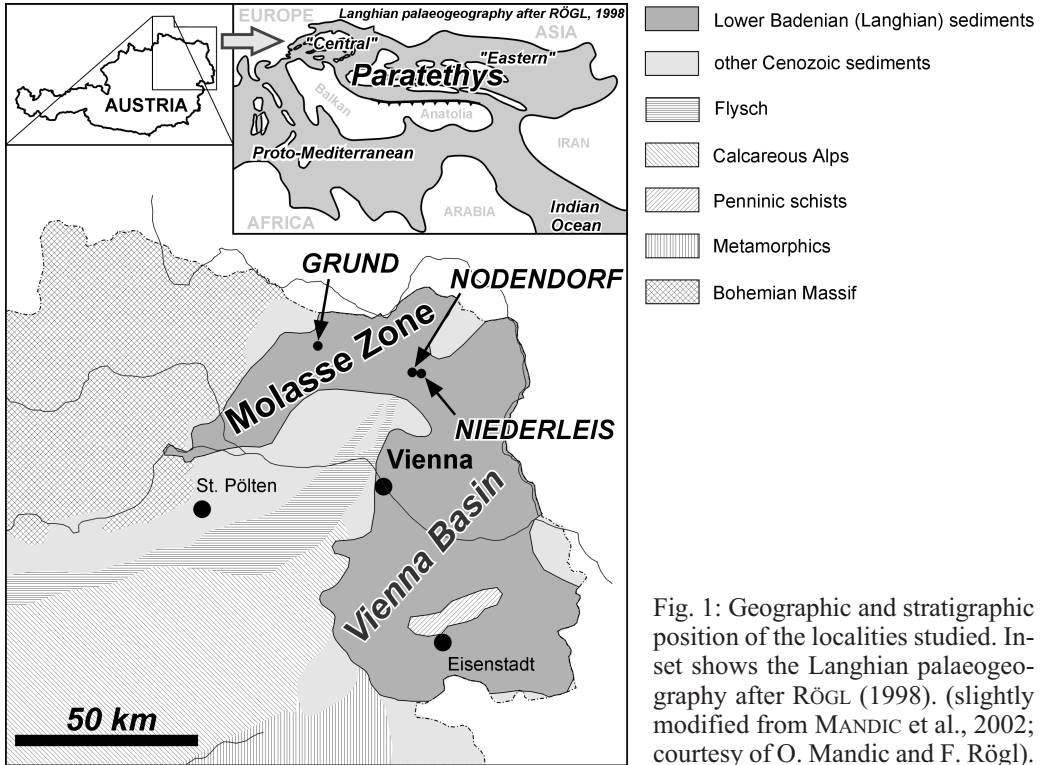 EUROPE
Langhian palaeogeography after RÖGL, 1998
ASIA
"Central"
"Eastern"
Paratethys
AUSTRIA
Balkan
Anatolia
IRAN
Proto-Mediterranean
ARABIA
Indian
Ocean
AFRICA
GRUND
NODENDORF
Molasse Zone
NIEDERLEIS
Vienna
St. Pölten
Vienna Basin
Eisenstadt
50 km
Lower Badenian (Langhian) sediments
other Cenozoic sediments
Flysch
Calcareous Alps
Penninic schists
Metamorphics
Bohemian Massif
Fig. 1: Geographic and stratigraphic
position of the localities studied. In-
set shows the Langhian palaeogeo-
graphy after RÖGL (1998). (slightly
modified from MANDIC et al., 2002;
courtesy of O. Mandic and F. Rögl).